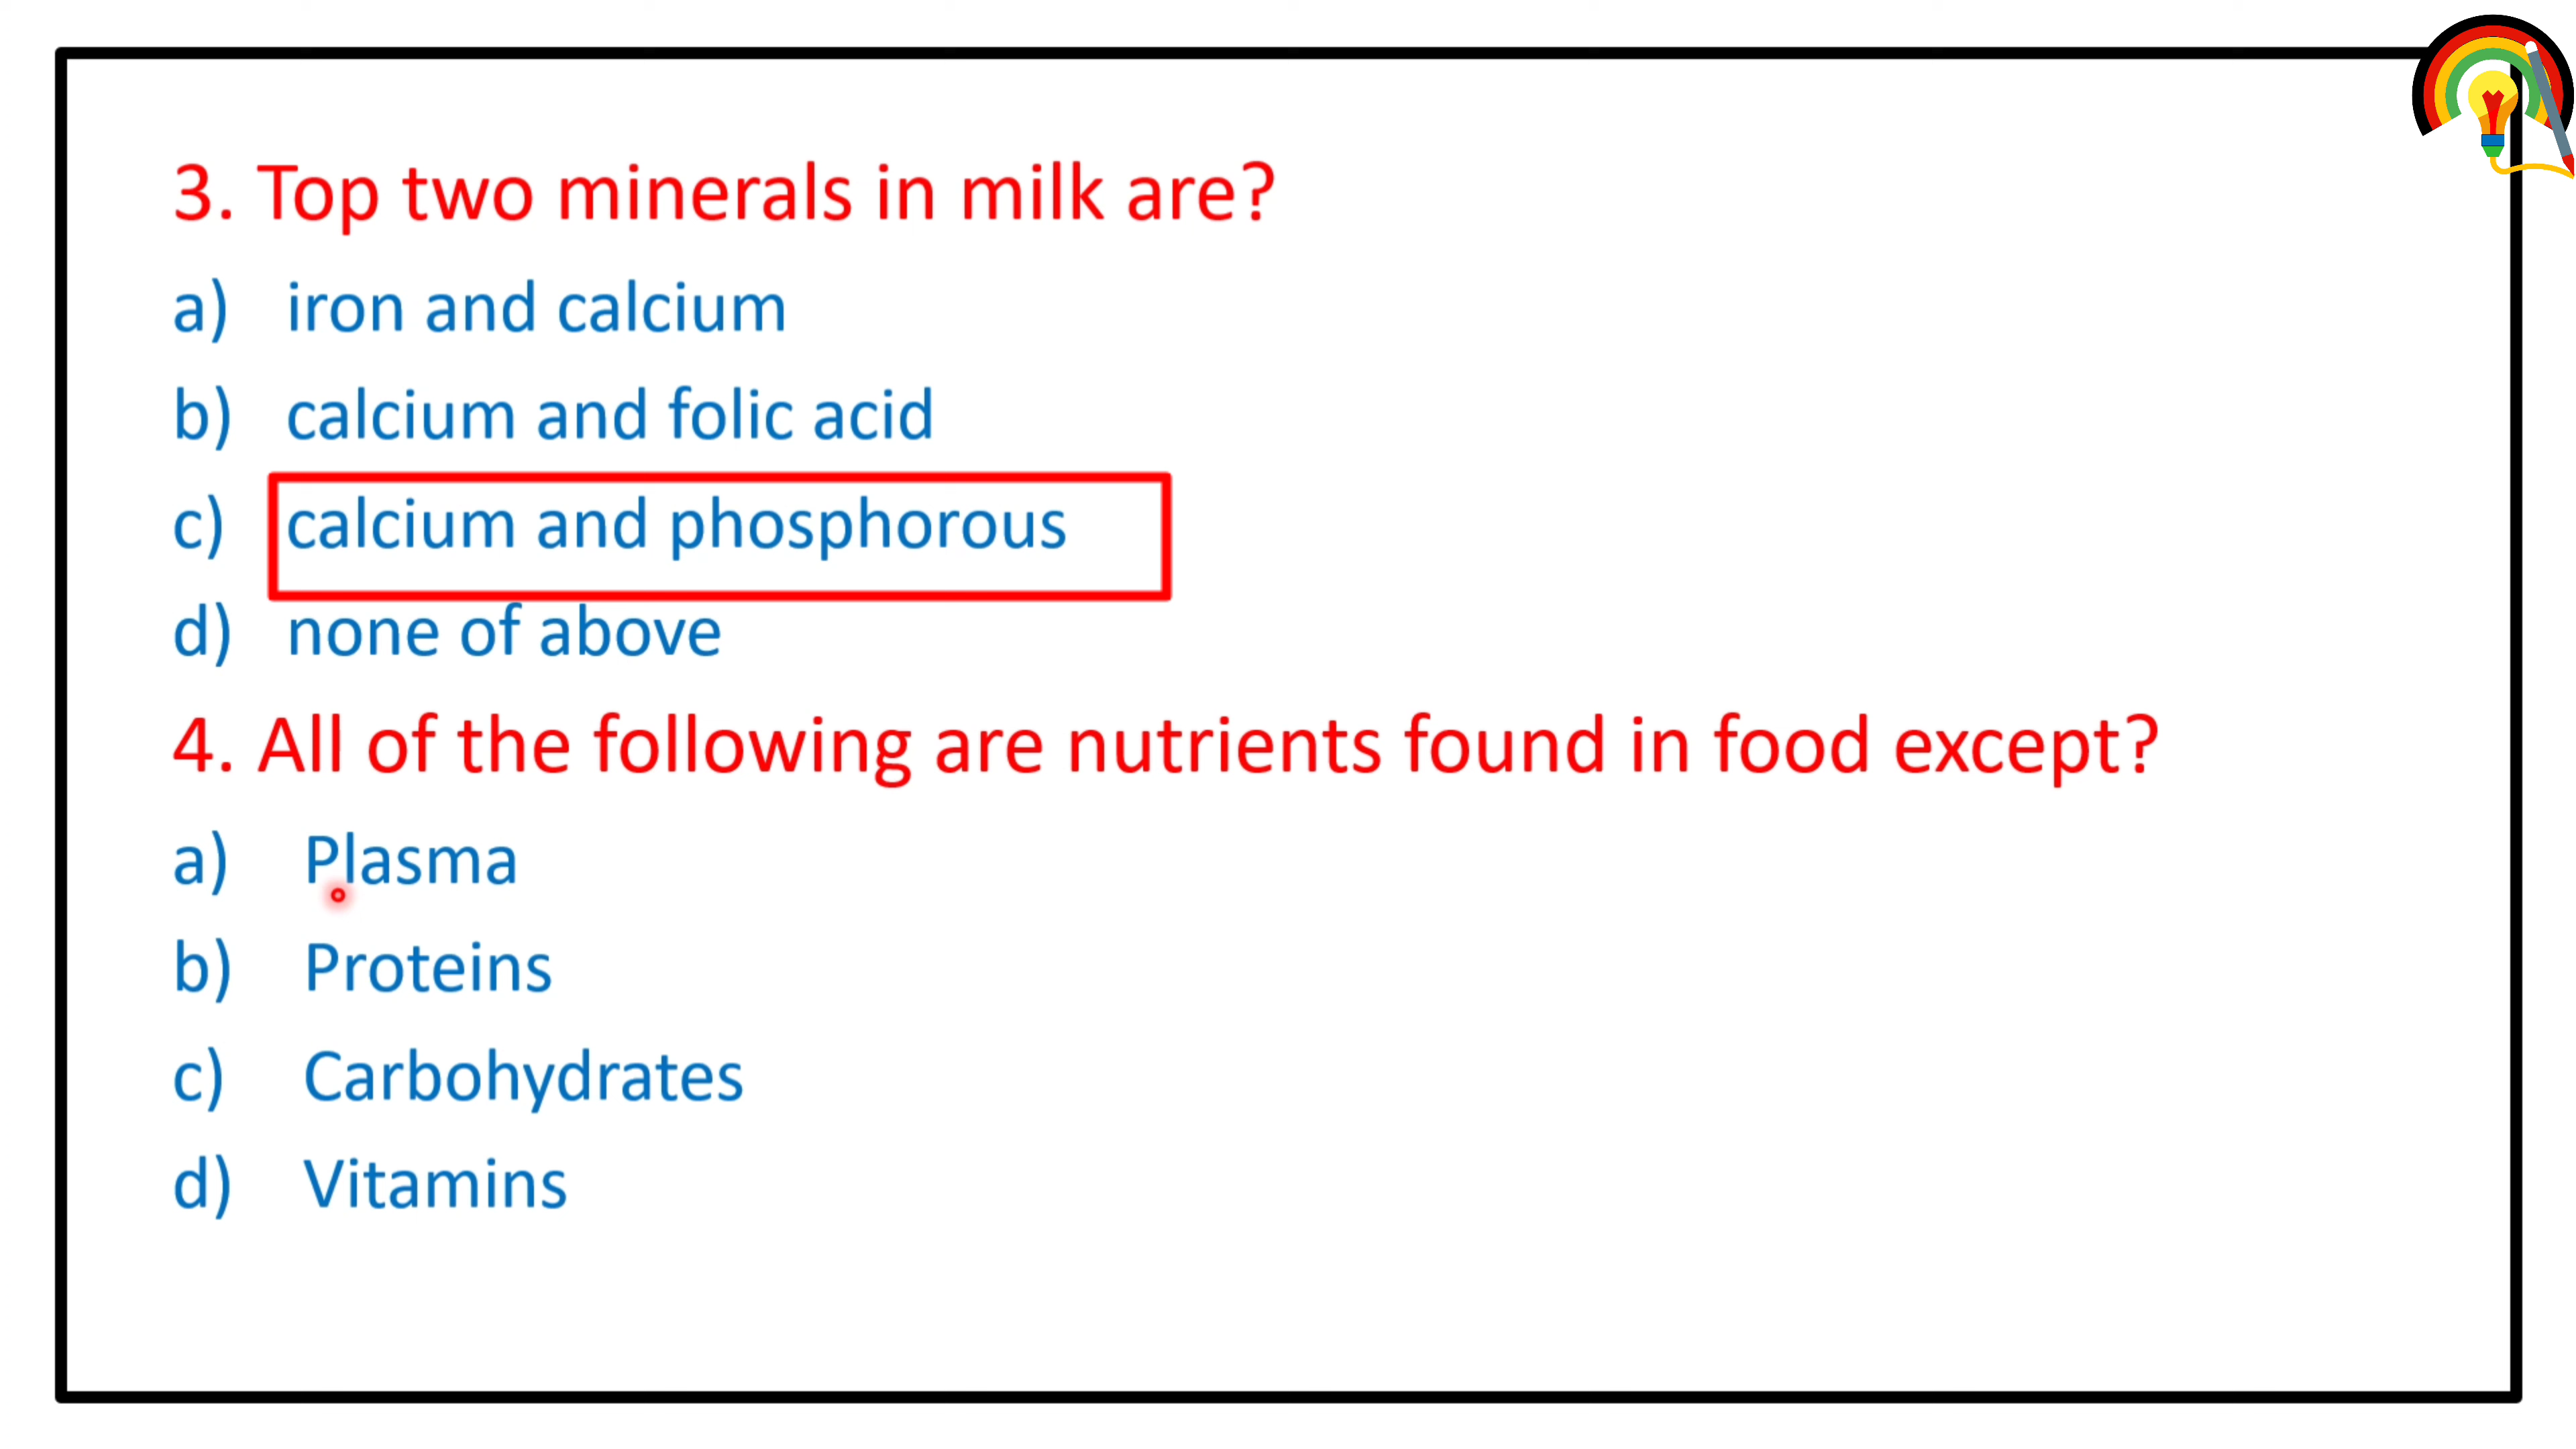 3. Top two minerals in milk are?
a) iron and calcium
b) calcium and folic acid
c) calcium and phosphorous
d) none of above
4. All of the following are nutrients found in food except?
a) Plasma
b) Proteins
c) Carbohydrates
d) Vitamins